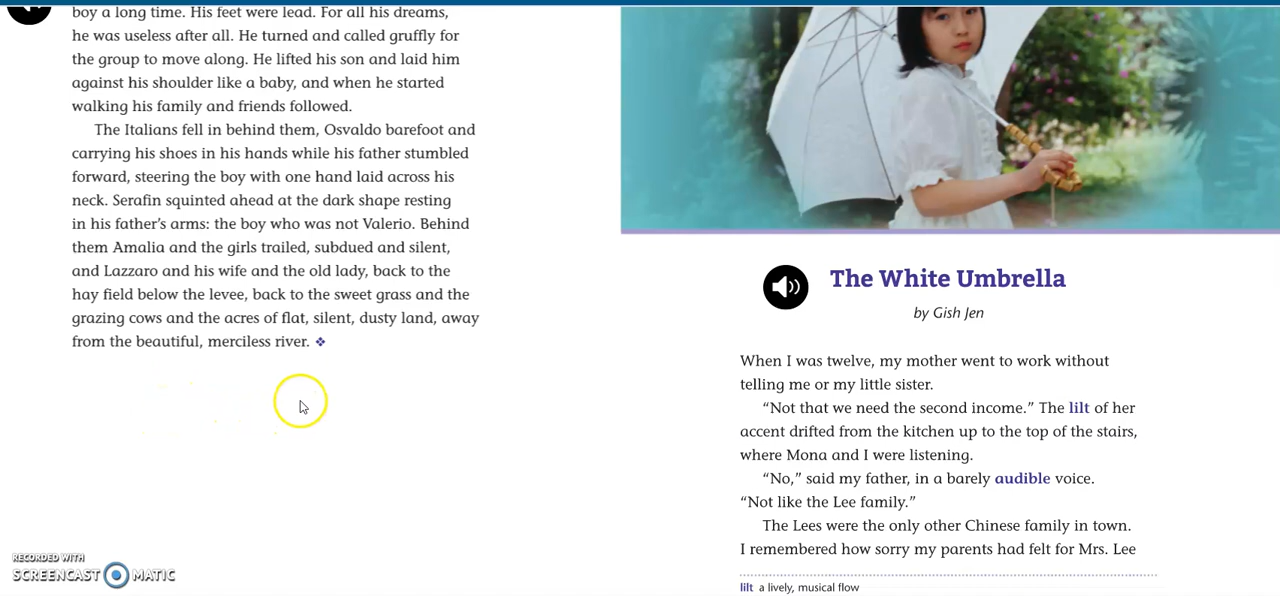 boy a long time. His feet were lead. For all his dreams,
he was useless after all. He turned and called gruffly for
the group to move along. He lifted his son and laid him
against his shoulder like a baby, and when he started
walking his family and friends followed.
The Italians fell in behind them, Osvaldo barefoot and
carrying his shoes in his hands while his father stumbled
forward, steering the boy with one hand laid across his
neck. Serafin squinted ahead at the dark shape resting
in his father's arms: the boy who was not Valerio. Behind
them Amalia and the girls trailed, subdued and silent,
and Lazzaro and his wife and the old lady, back to the
hay field below the levee, back to the sweet grass and the
grazing cows and the acres of flat, silent, dusty land, away
from the beautiful, merciless river. ❖
The White Umbrella
by Gish Jen
When I was twelve, my mother went to work without
telling me or my little sister.
“Not that we need the second income.” The lilt of her
accent drifted from the kitchen up to the top of the stairs,
where Mona and I were listening.
“No,” said my father, in a barely audible voice.
“Not like the Lee family.”
The Lees were the only other Chinese family in town.
I remembered how sorry my parents had felt for Mrs. Lee
lilt a lively, musical flow
RECORDED WITH
SCREENCAST MATIC